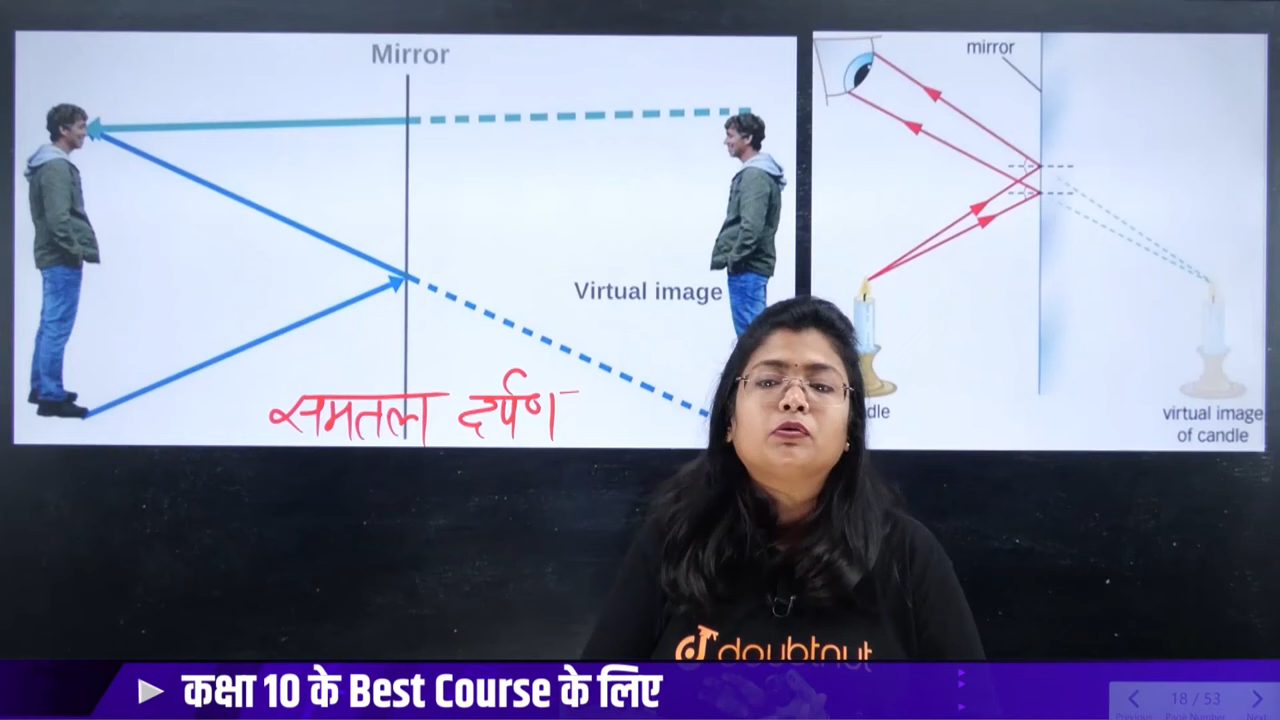 Mirror
Virtual image
समतल दर्पण
mirror
dle
virtual image
of candle
doubtnut
▶ कक्षा 10 के Best Course के लिए
18 / 53